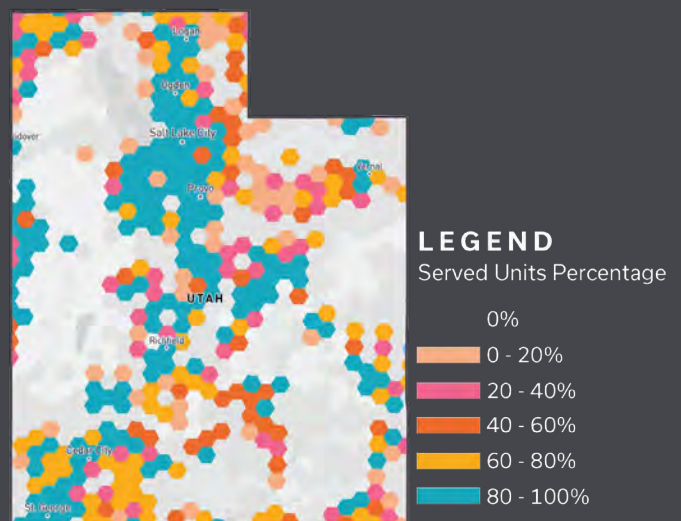 Logan
Ogden
Salt Lake City
Vernal
Provo
UTAH
Richfield
Cedar City
St. George
LEGEND
Served Units Percentage
0%
0 - 20%
20 - 40%
40 - 60%
60 - 80%
80 - 100%